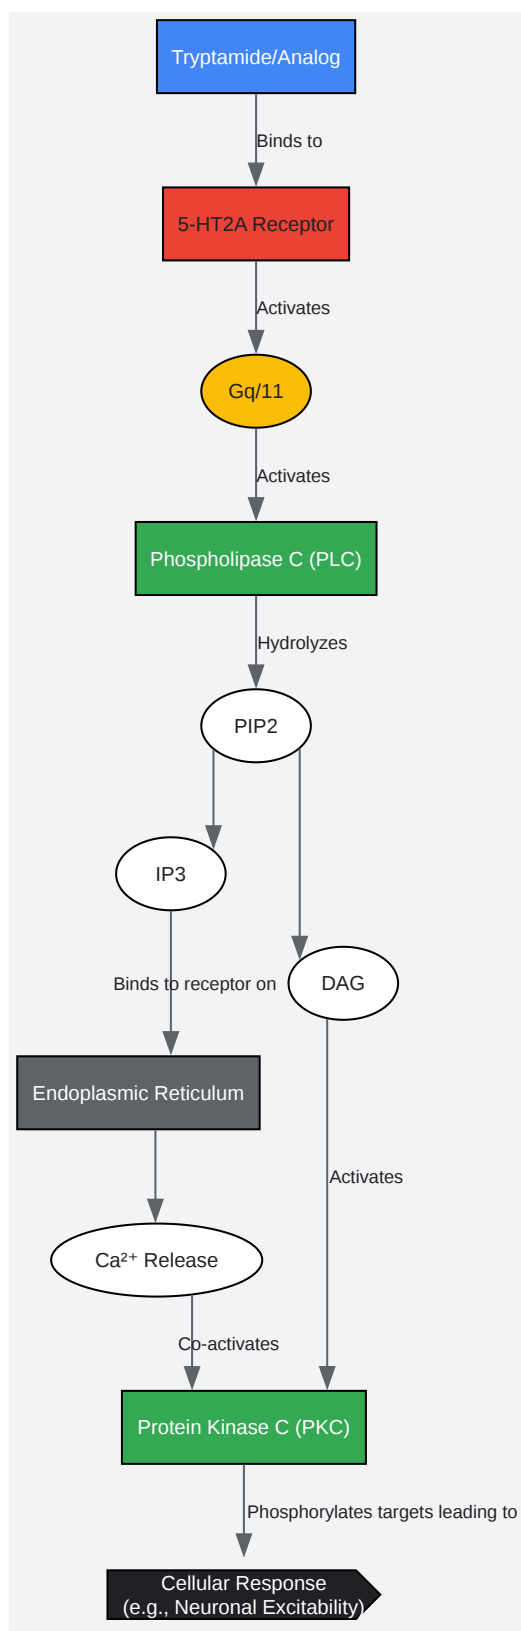 Tryptamide/Analog
Binds to
5-HT2A Receptor
Activates
Gq/11
Activates
Phospholipase C (PLC)
Hydrolyzes
PIP2
IP3
Binds to receptor on
DAG
Endoplasmic Reticulum
Activates
Ca²⁺ Release
Co-activates
Protein Kinase C (PKC)
Phosphorylates targets leading to
Cellular Response
(e.g., Neuronal Excitability)